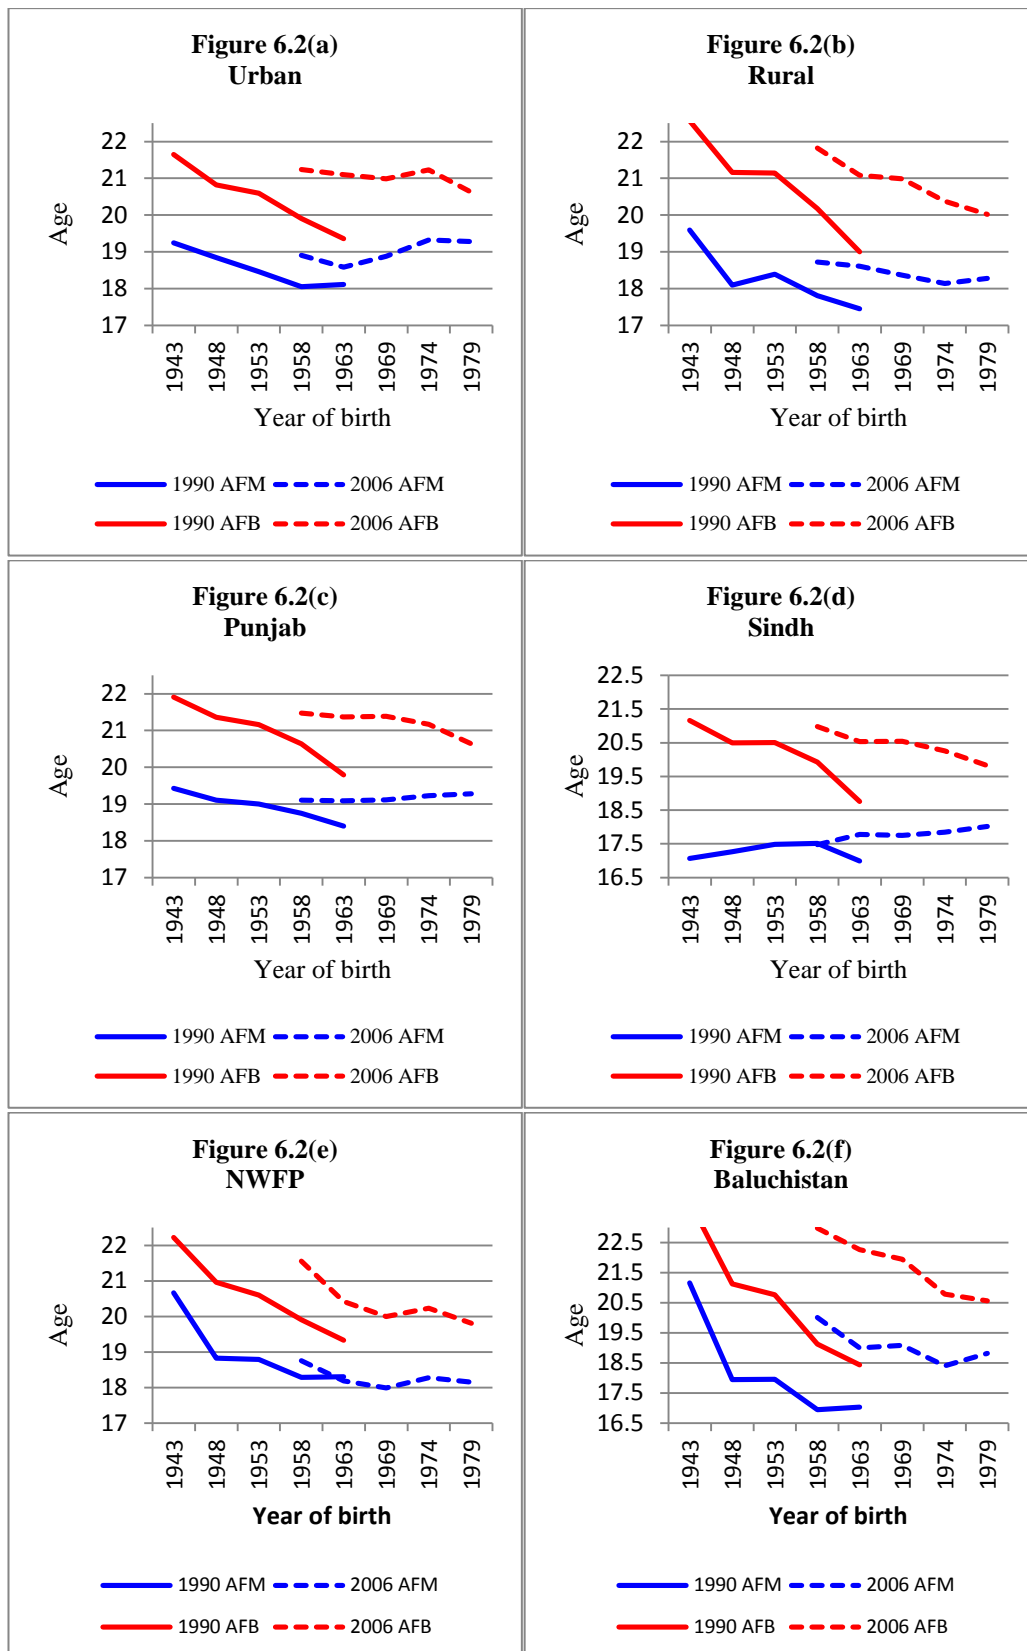 Figure 6.2(a)
Urban
22
21
20
19
18
17
Age
1943
1948
1953
1958
1963
1969
1974
1979
Year of birth
1990 AFM
2006 AFM
1990 AFB
2006 AFB
Figure 6.2(b)
Rural
22
21
20
19
18
17
Age
1943
1948
1953
1958
1963
1969
1974
1979
Year of birth
1990 AFM
2006 AFM
1990 AFB
2006 AFB
Figure 6.2(c)
Punjab
22
21
20
19
18
17
Age
1943
1948
1953
1958
1963
1969
1974
1979
Year of birth
1990 AFM
2006 AFM
1990 AFB
2006 AFB
Figure 6.2(d)
Sindh
22.5
21.5
20.5
19.5
18.5
17.5
16.5
Age
1943
1948
1953
1958
1963
1969
1974
1979
Year of birth
1990 AFM
2006 AFM
1990 AFB
2006 AFB
Figure 6.2(e)
NWFP
22
21
20
19
18
17
Age
1943
1948
1953
1958
1963
1969
1974
1979
Year of birth
1990 AFM
2006 AFM
1990 AFB
2006 AFB
Figure 6.2(f)
Baluchistan
22.5
21.5
20.5
19.5
18.5
17.5
16.5
Age
1943
1948
1953
1958
1963
1969
1974
1979
Year of birth
1990 AFM
2006 AFM
1990 AFB
2006 AFB